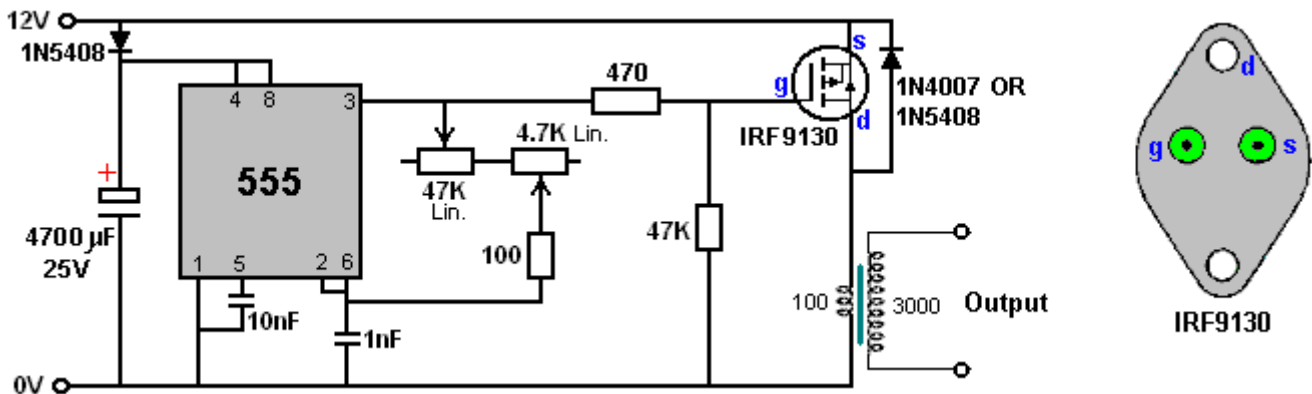 12V
1N5408
4 8 3
555
1 5 2 6
+
4700 µF
25V
10nF
1nF
470
4.7K Lin.
47K
Lin.
100
47K
g
s
d
IRF9130
1N4007 OR
1N5408
100
3000
Output
0V
d
g
s
IRF9130